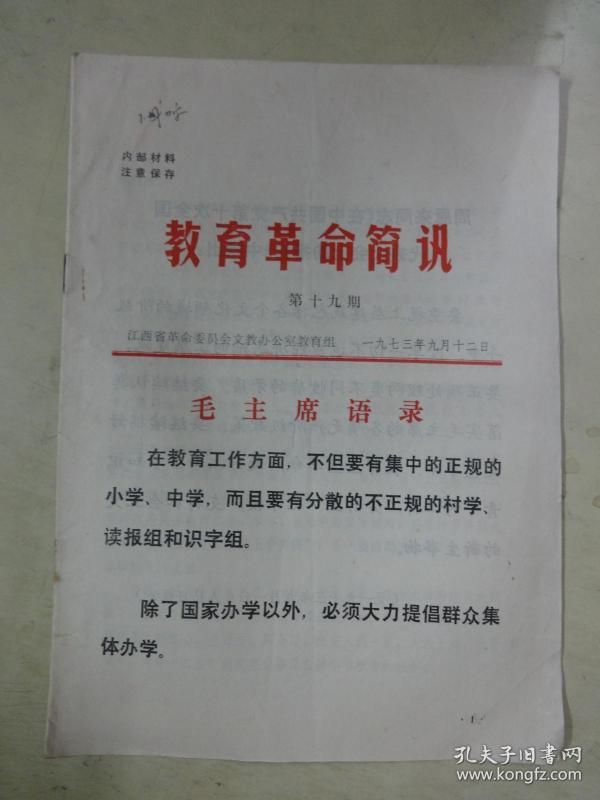 内部材料
注意保存
教育革命简讯
第十九期
江西省革命委员会文教办公室教育组 一九七三年九月十二日
毛主席语录
在教育工作方面，不但要有集中的正规的
小学、中学，而且要有分散的不正规的村学、
读报组和识字组。
除了国家办学以外，必须大力提倡群众集
体办学。
·1·
孔夫子旧书网
www.kongfz.com